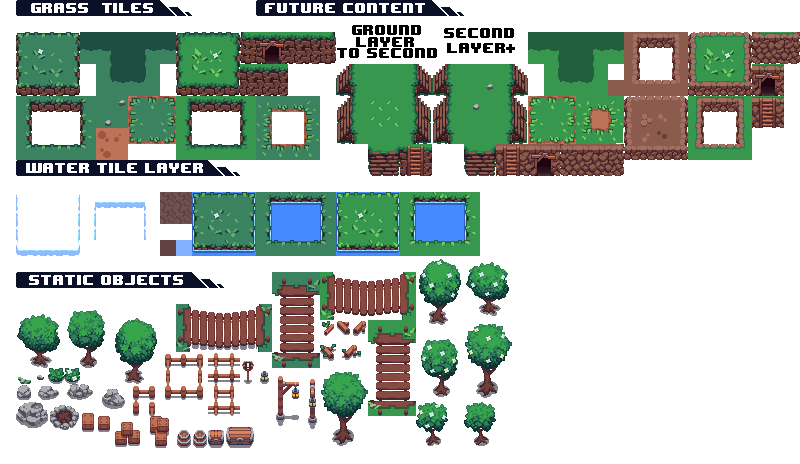 GRASS TILES
FUTURE CONTENT
GROUND
LAYER
TO SECOND
SECOND
LAYER+
WATER TILE LAYER
STATIC OBJECTS